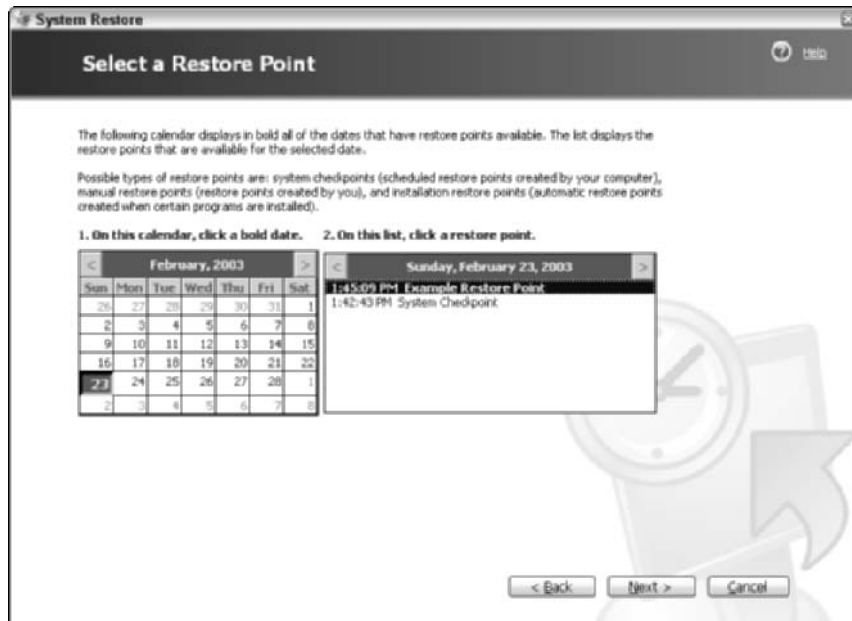 System Restore
Select a Restore Point
Help
The following calendar displays in bold all of the dates that have restore points available. The list displays the
restore points that are available for the selected date.
Possible types of restore points are: system checkpoints (scheduled restore points created by your computer),
manual restore points (restore points created by you), and installation restore points (automatic restore points
created when certain programs are installed).
1. On this calendar, click a bold date.
2. On this list, click a restore point.
< February, 2003 >
Sun Mon Tue Wed Thu Fri Sat
26 27 28 29 30 31 1
2 3 4 5 6 7 8
9 10 11 12 13 14 15
16 17 18 19 20 21 22
23 24 25 26 27 28 1
2 3 4 5 6 7 8
< Sunday, February 23, 2003 >
1:45:09 PM Example Restore Point
1:42:43 PM System Checkpoint
< Back
Next >
Cancel